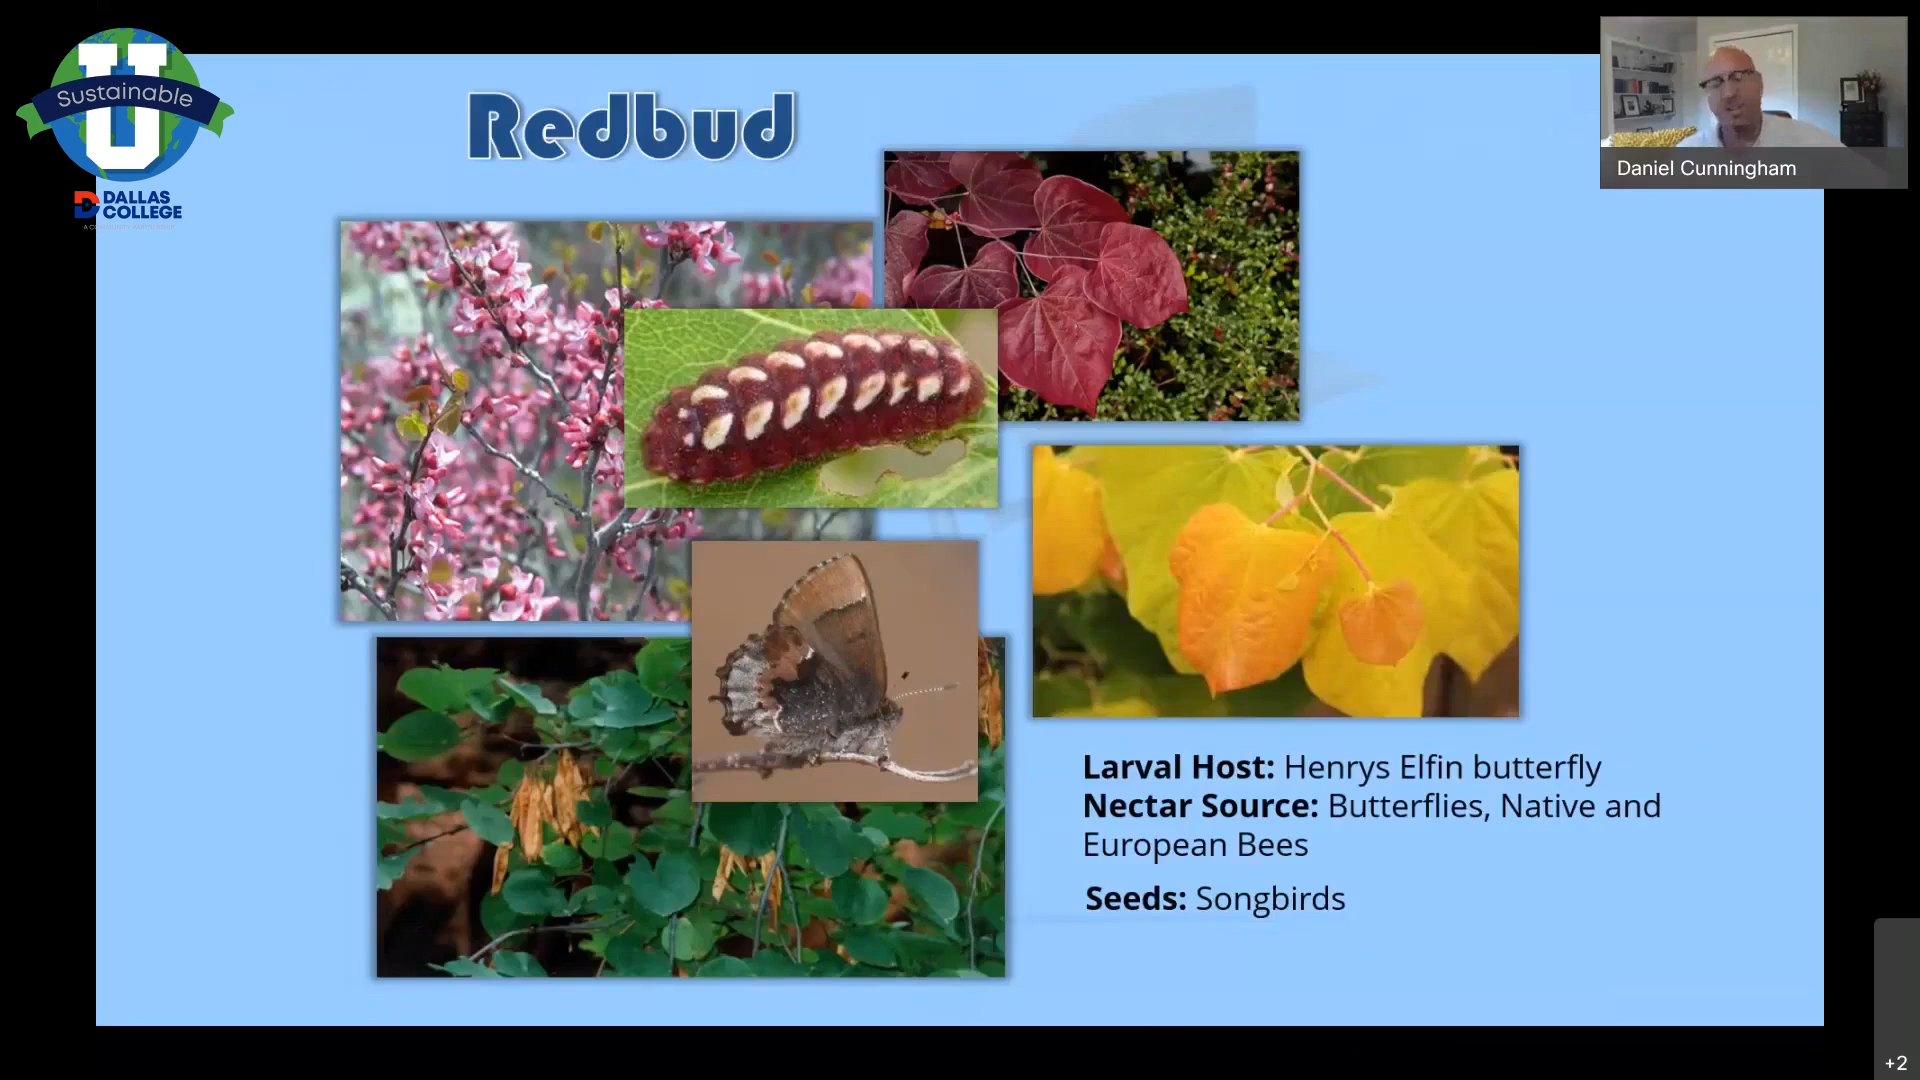 U
Sustainable
DALLAS
COLLEGE
Redbud
Daniel Cunningham
Larval Host: Henrys Elfin butterfly
Nectar Source: Butterflies, Native and
European Bees
Seeds: Songbirds
+2